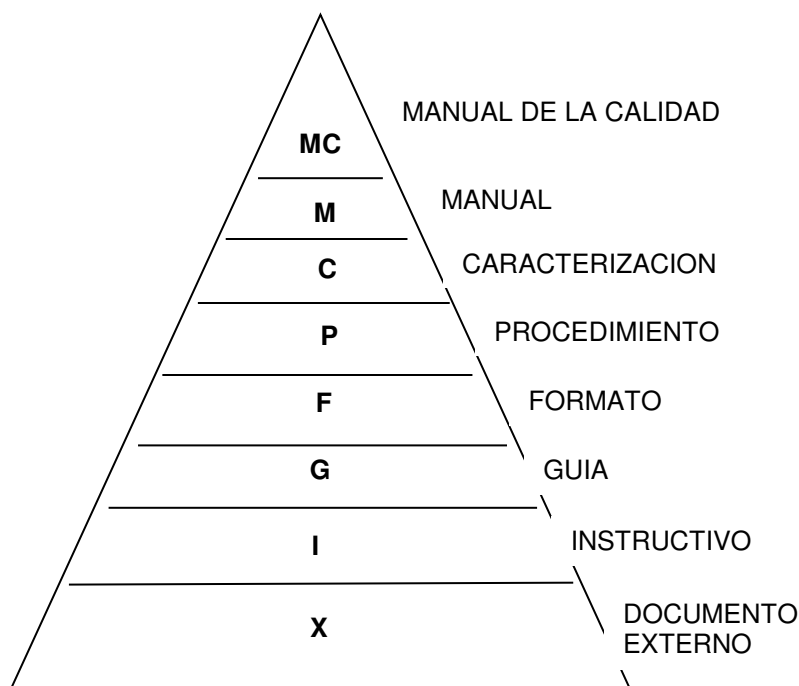 MANUAL DE LA CALIDAD
MC
MANUAL
M
CARACTERIZACION
C
PROCEDIMIENTO
P
FORMATO
F
GUIA
G
INSTRUCTIVO
I
DOCUMENTO
EXTERNO
X